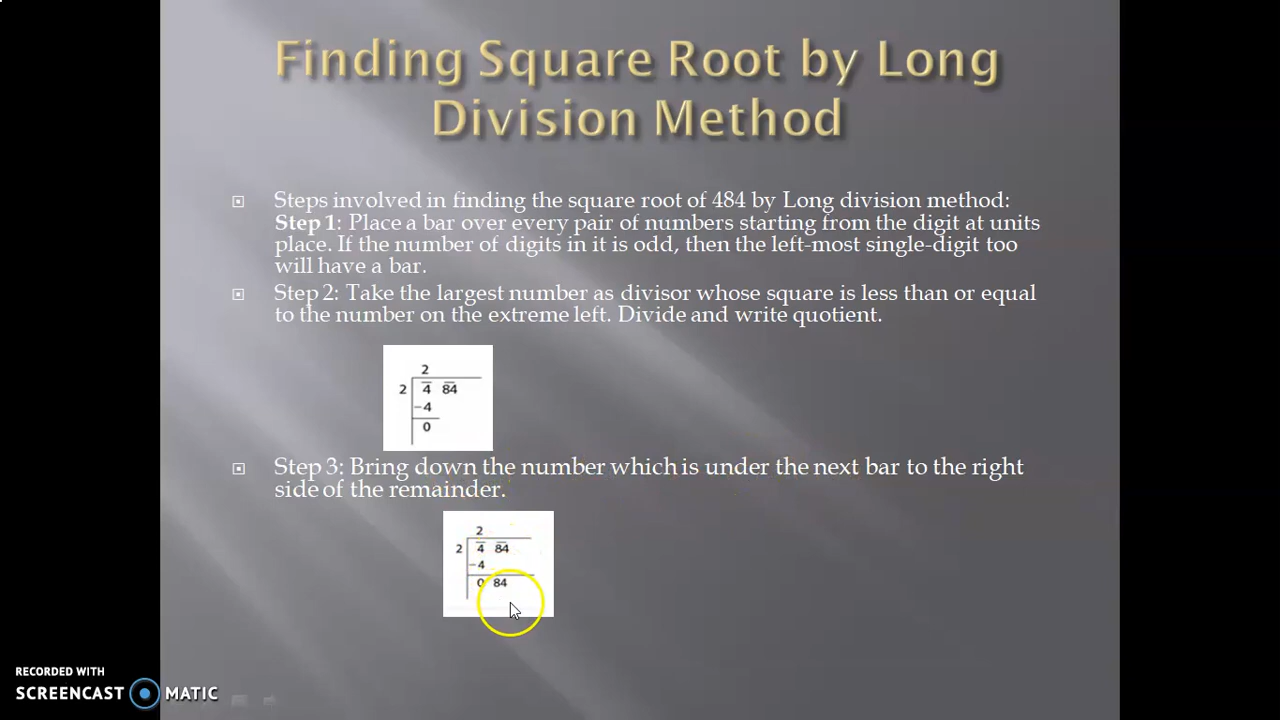 Finding Square Root by Long
Division Method
Steps involved in finding the square root of 484 by Long division method:
Step 1: Place a bar over every pair of numbers starting from the digit at units
place. If the number of digits in it is odd, then the left-most single-digit too
will have a bar.
Step 2: Take the largest number as divisor whose square is less than or equal
to the number on the extreme left. Divide and write quotient.
2
2 4 84
-4
0
Step 3: Bring down the number which is under the next bar to the right
side of the remainder.
2
2 4 84
-4
0 84
RECORDED WITH
SCREENCAST MATIC